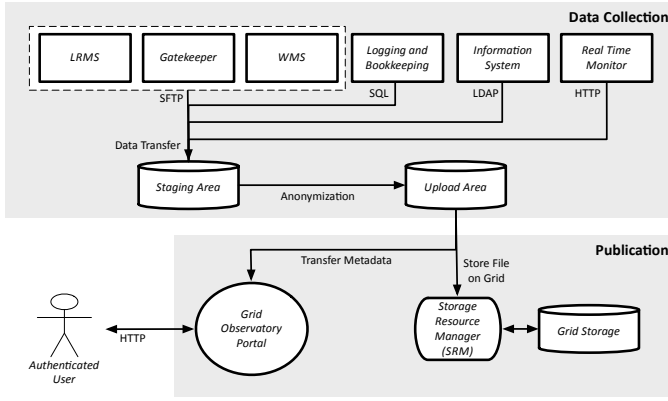 Data Collection
LRMS
Gatekeeper
WMS
Logging and
Bookkeeping
Information
System
Real Time
Monitor
SFTP
SQL
LDAP
HTTP
Data Transfer
Staging Area
Anonymization
Upload Area
Publication
Transfer Metadata
Store File
on Grid
Grid
Observatory
Portal
Storage
Resource
Manager
(SRM)
Grid Storage
HTTP
Authenticated
User